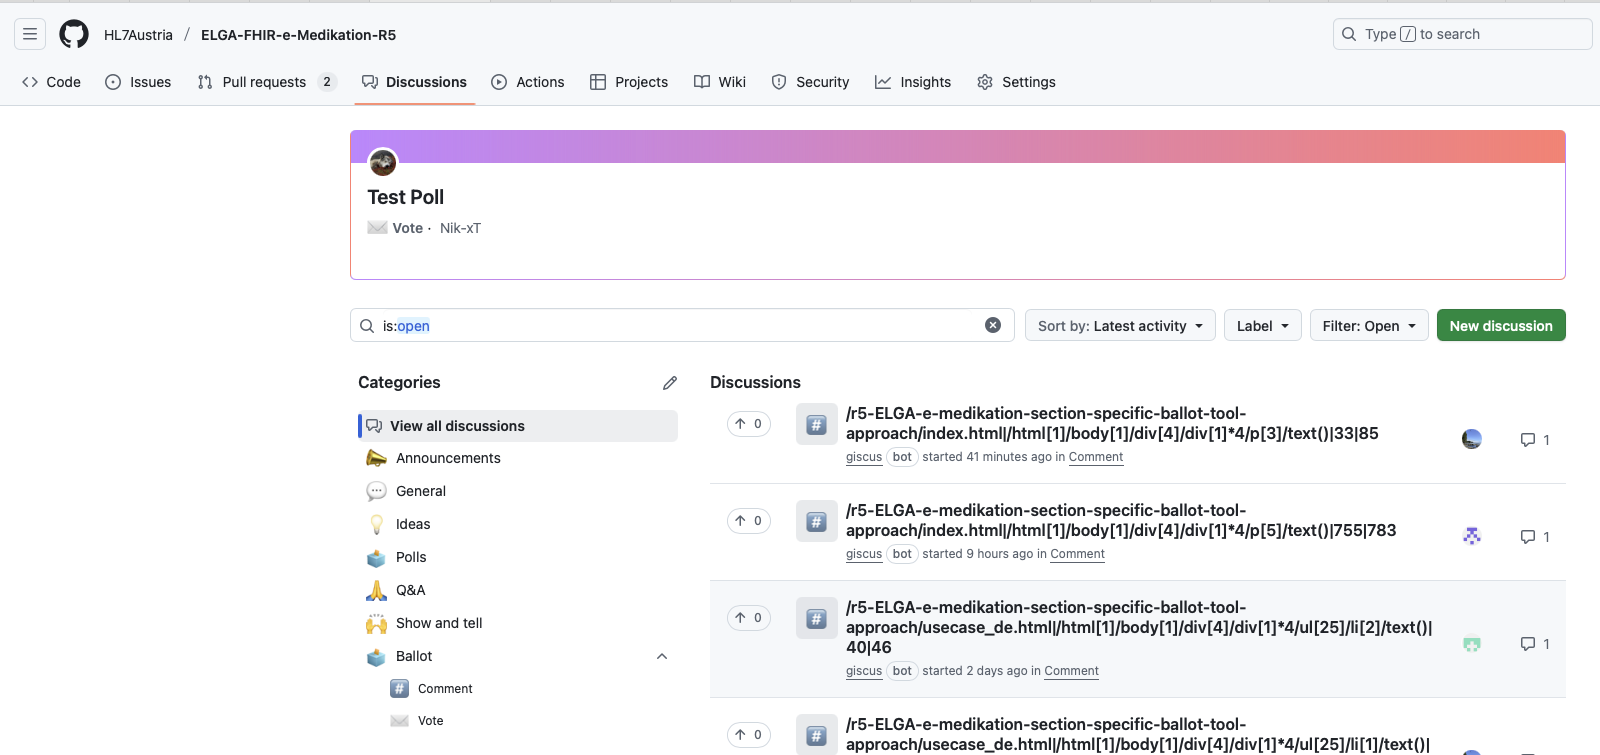 HL7Austria / ELGA-FHIR-e-Medikation-R5
Type / to search
Code
Issues
Pull requests 2
Discussions
Actions
Projects
Wiki
Security
Insights
Settings
Test Poll
Vote · Nik-xT
is:open
Sort by: Latest activity
Label
Filter: Open
New discussion
Categories
View all discussions
Announcements
General
Ideas
Polls
Q&A
Show and tell
Ballot
# Comment
Vote
Discussions
0
#
/r5-ELGA-e-medikation-section-specific-ballot-tool-
approach/index.html|/html[1]/body[1]/div[4]/div[1]*4/p[3]/text()|33|85
giscus bot started 41 minutes ago in Comment
1
0
#
/r5-ELGA-e-medikation-section-specific-ballot-tool-
approach/index.html|/html[1]/body[1]/div[4]/div[1]*4/p[5]/text()|755|783
giscus bot started 9 hours ago in Comment
1
0
#
/r5-ELGA-e-medikation-section-specific-ballot-tool-
approach/usecase_de.html|/html[1]/body[1]/div[4]/div[1]*4/ul[25]/li[2]/text()|
40|46
giscus bot started 2 days ago in Comment
1
0
#
/r5-ELGA-e-medikation-section-specific-ballot-tool-
approach/usecase_de.html|/html[1]/body[1]/div[4]/div[1]*4/ul[25]/li[1]/text()|